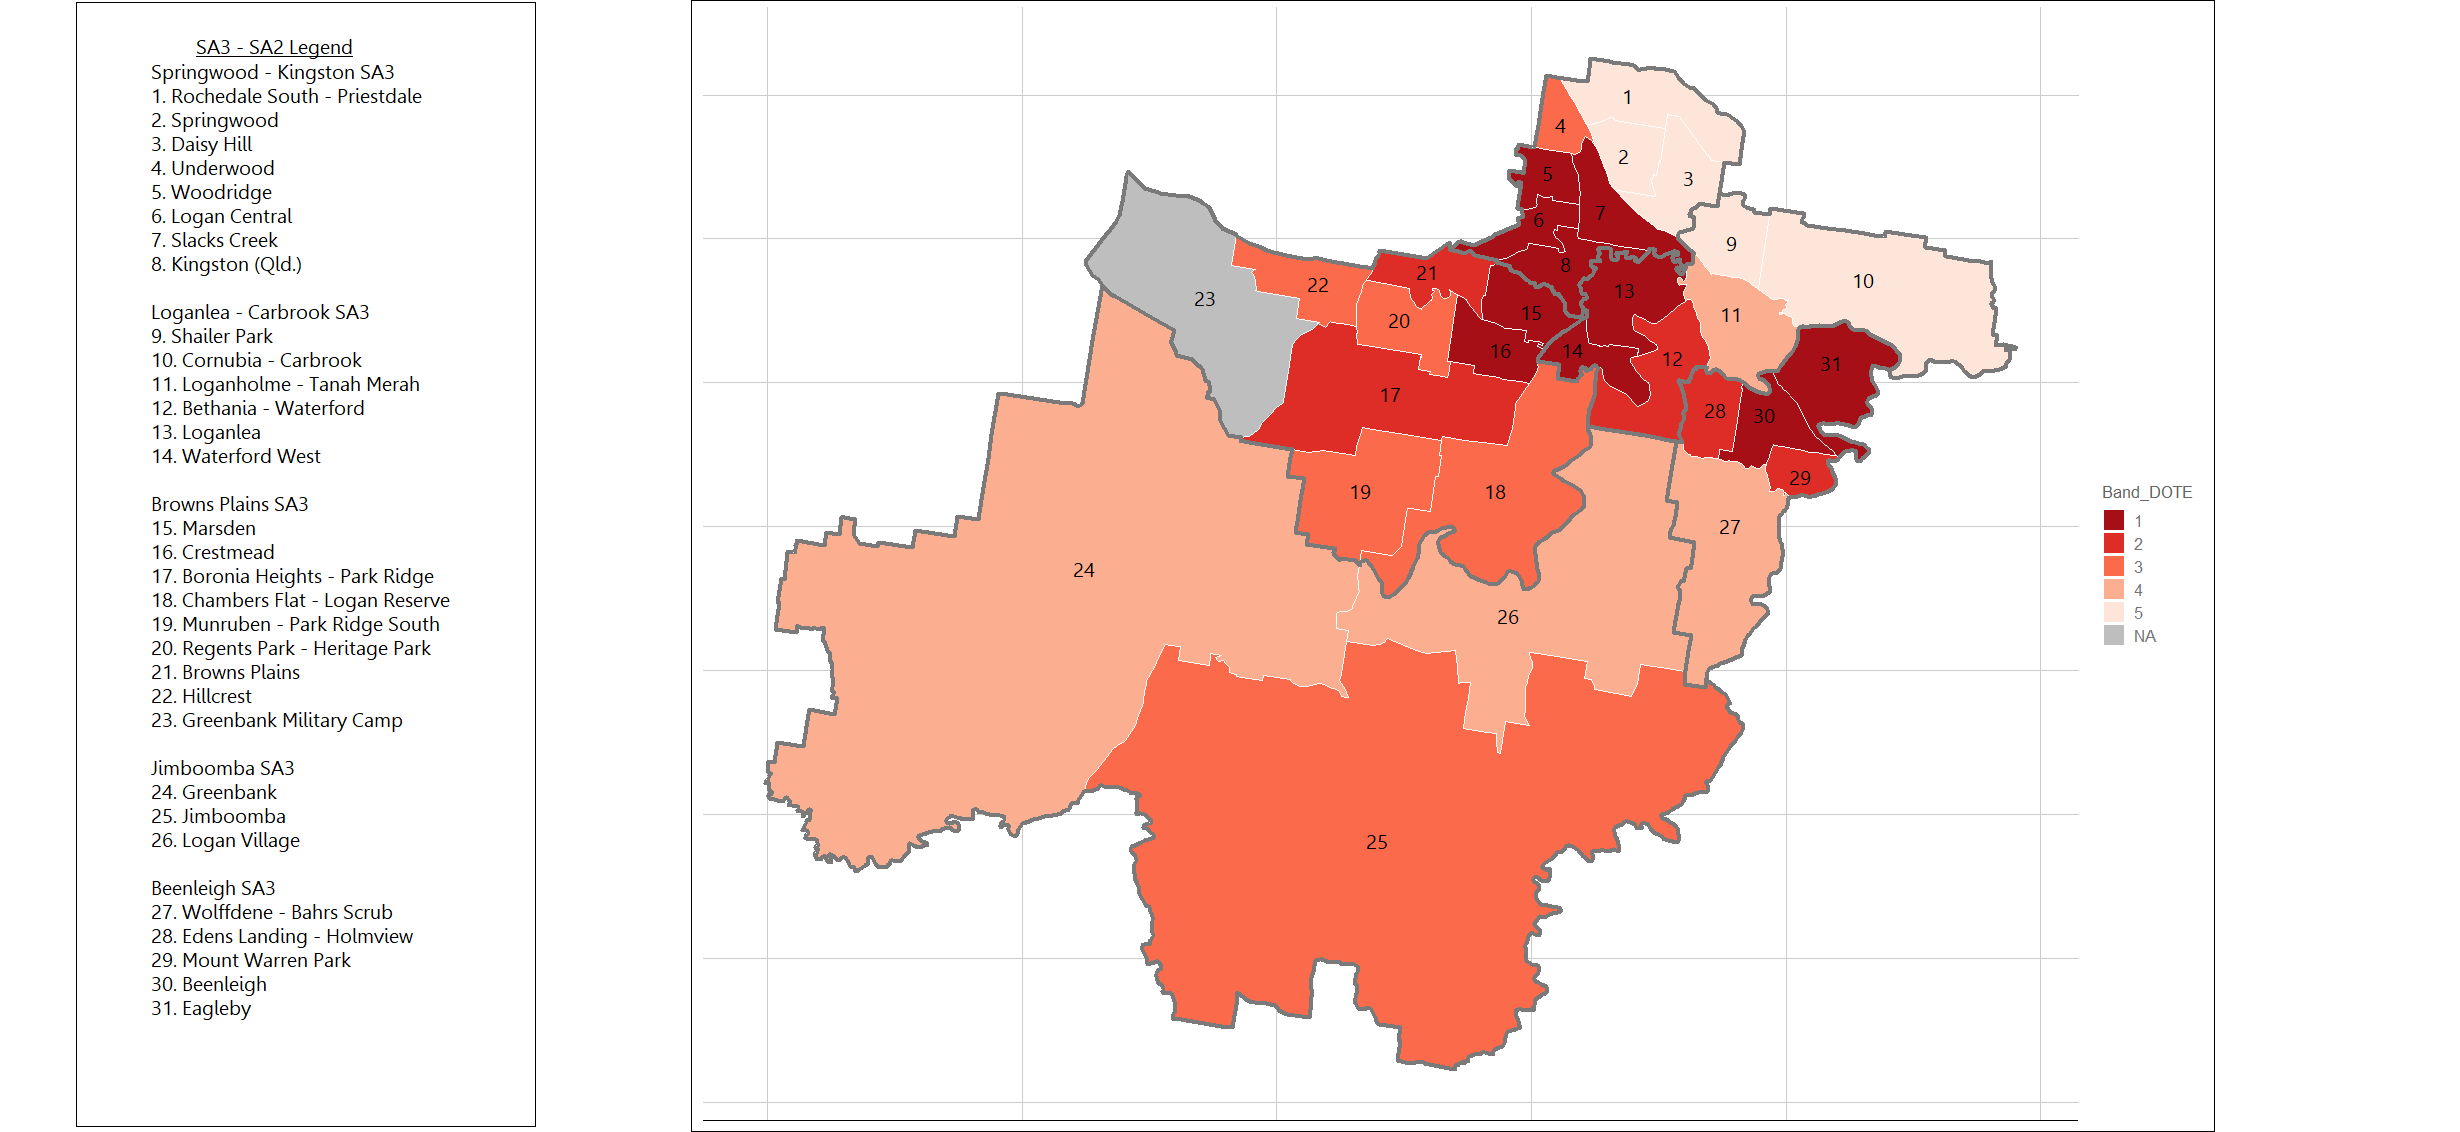 SA3 - SA2 Legend
Springwood - Kingston SA3
1. Rochedale South - Priestdale
2. Springwood
3. Daisy Hill
4. Underwood
5. Woodridge
6. Logan Central
7. Slacks Creek
8. Kingston (Qld.)
Loganlea - Carbrook SA3
9. Shailer Park
10. Cornubia - Carbrook
11. Loganholme - Tanah Merah
12. Bethania - Waterford
13. Loganlea
14. Waterford West
Browns Plains SA3
15. Marsden
16. Crestmead
17. Boronia Heights - Park Ridge
18. Chambers Flat - Logan Reserve
19. Munruben - Park Ridge South
20. Regents Park - Heritage Park
21. Browns Plains
22. Hillcrest
23. Greenbank Military Camp
Jimboomba SA3
24. Greenbank
25. Jimboomba
26. Logan Village
Beenleigh SA3
27. Wolffdene - Bahrs Scrub
28. Edens Landing - Holmview
29. Mount Warren Park
30. Beenleigh
31. Eagleby
1
4
2
5
3
7
6
9
8
21
10
22
13
23
15
11
20
16
14
12
31
17
28
30
29
19
18
27
24
26
25
Band_DOTE
1
2
3
4
5
NA